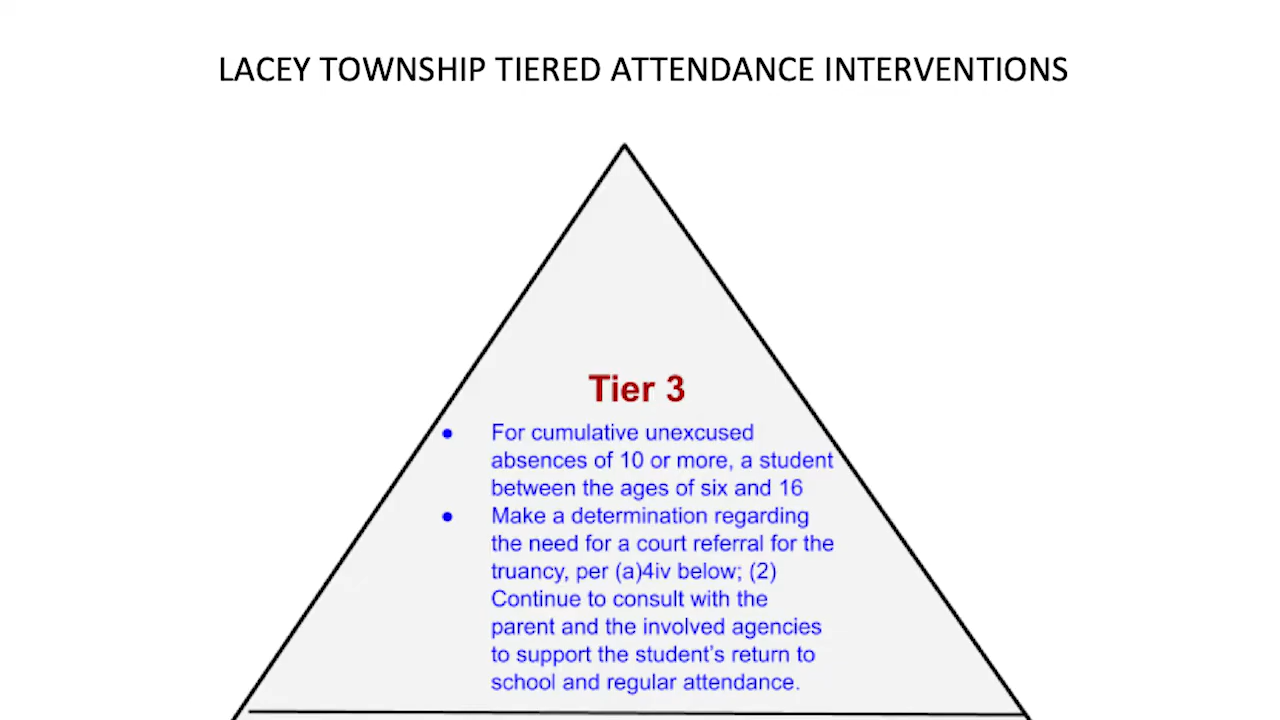 LACEY TOWNSHIP TIERED ATTENDANCE INTERVENTIONS
Tier 3
● For cumulative unexcused
absences of 10 or more, a student
between the ages of six and 16
● Make a determination regarding
the need for a court referral for the
truancy, per (a)4iv below; (2)
Continue to consult with the
parent and the involved agencies
to support the student’s return to
school and regular attendance.